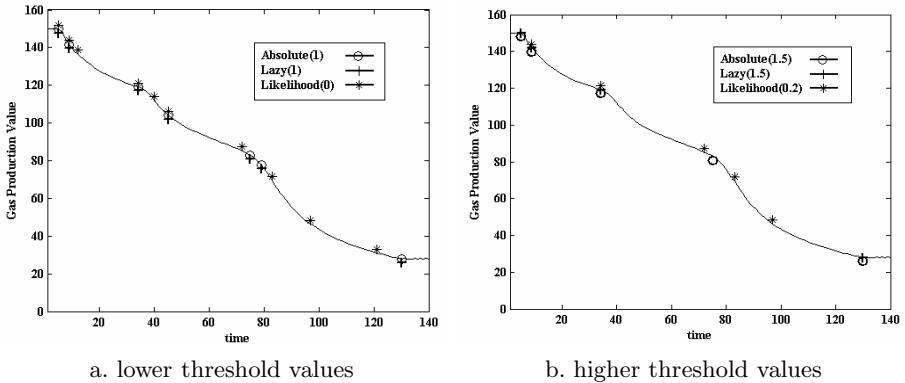 160
140
120
100
80
60
40
20
0
Gas Production Value
20
40
60
80
100
120
140
time
Absolute(1)
Lazy(1)
Likelihood(0)
a. lower threshold values
160
140
120
100
80
60
40
20
0
Gas Production Value
20
40
60
80
100
120
140
time
Absolute(1.5)
Lazy(1.5)
Likelihood(0.2)
b. higher threshold values